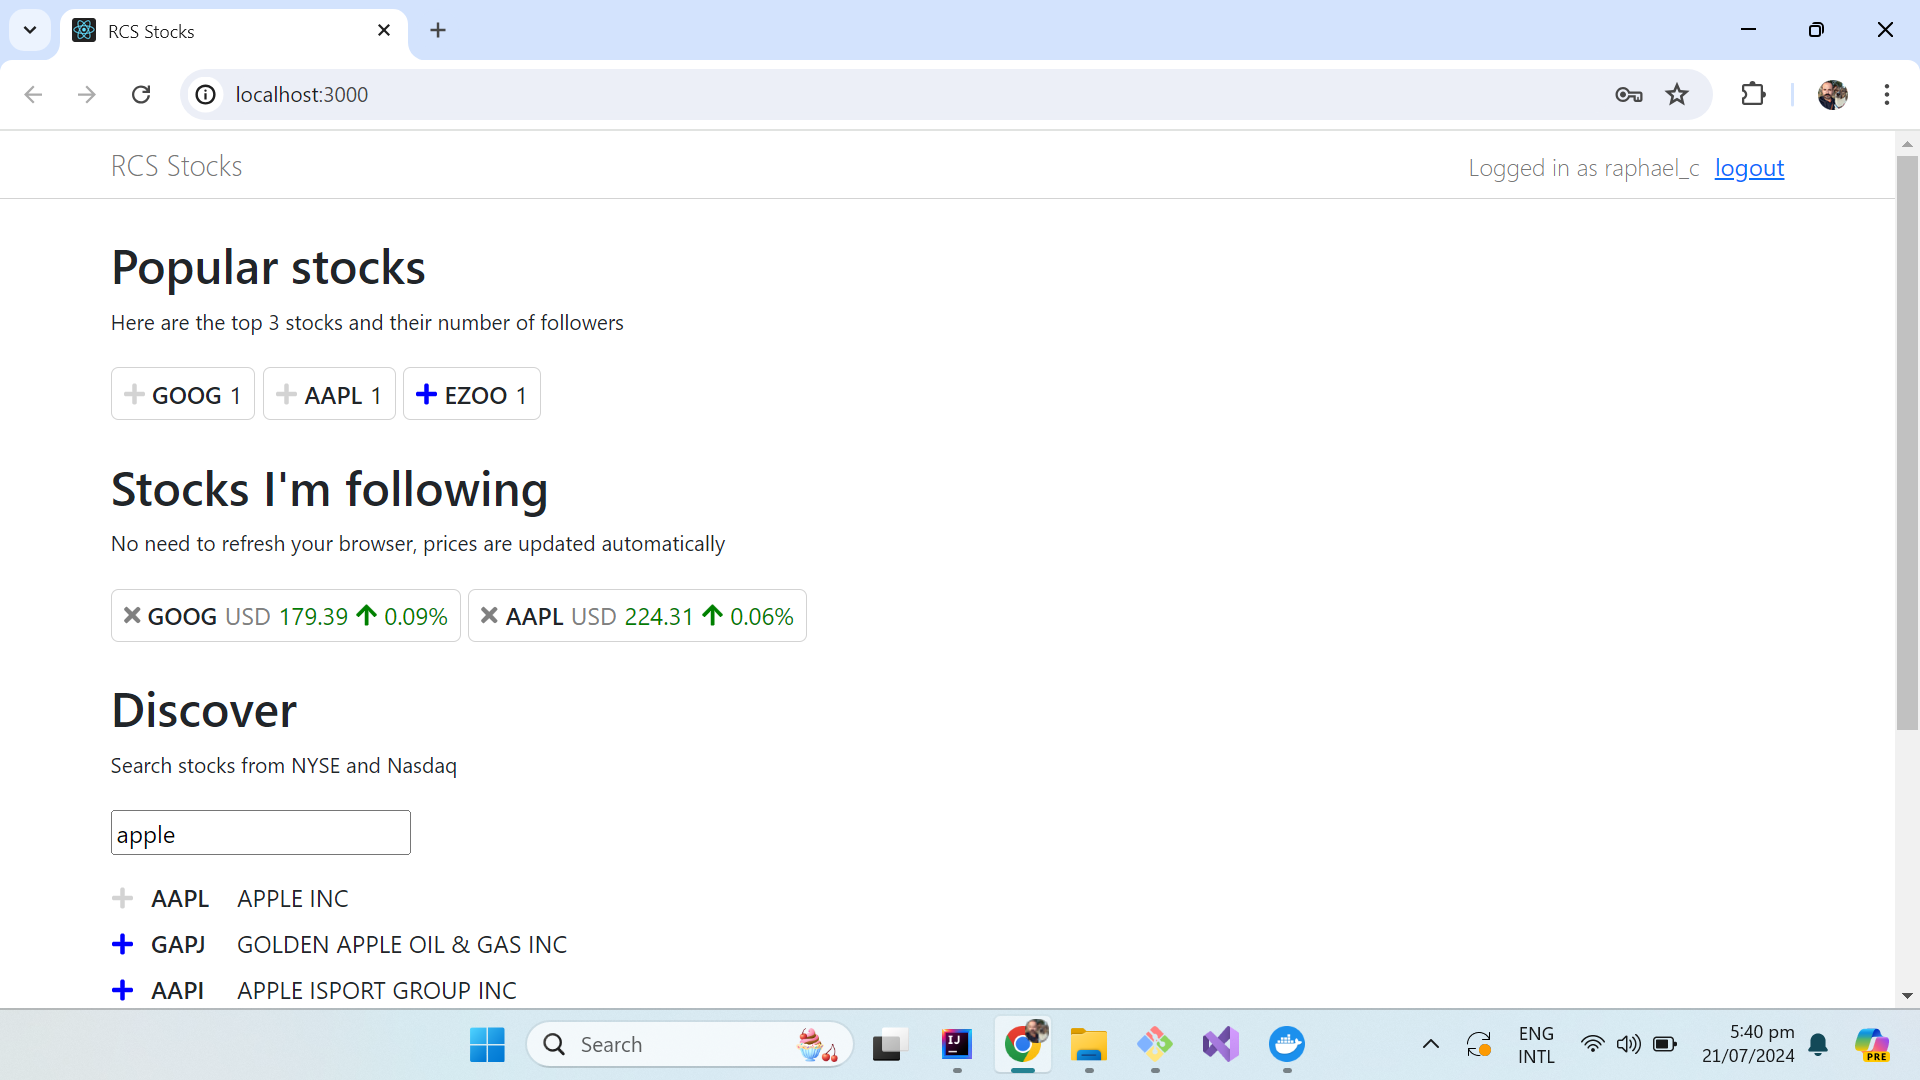 RCS Stocks
localhost:3000
RCS Stocks
Logged in as raphael_c logout
Popular stocks
Here are the top 3 stocks and their number of followers
GOOG 1 AAPL 1 EZOO 1
Stocks I'm following
No need to refresh your browser, prices are updated automatically
GOOG USD 179.39 0.09% AAPL USD 224.31 0.06%
Discover
Search stocks from NYSE and Nasdaq
apple
AAPL APPLE INC
GAPJ GOLDEN APPLE OIL & GAS INC
AAPI APPLE ISPORT GROUP INC
Search
IJ
ENG
INTL
5:40 pm
21/07/2024
PRE